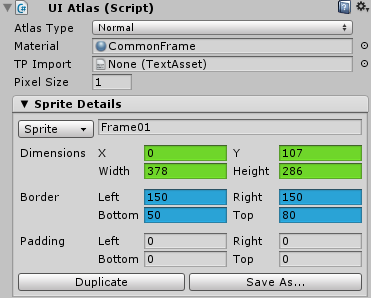 UI Atlas (Script)
Atlas Type Normal
Material CommonFrame
TP Import None (TextAsset)
Pixel Size 1
Sprite Details
Sprite Frame01
Dimensions X 0 Y 107
Width 378 Height 286
Border Left 150 Right 150
Bottom 50 Top 80
Padding Left 0 Right 0
Bottom 0 Top 0
Duplicate Save As...